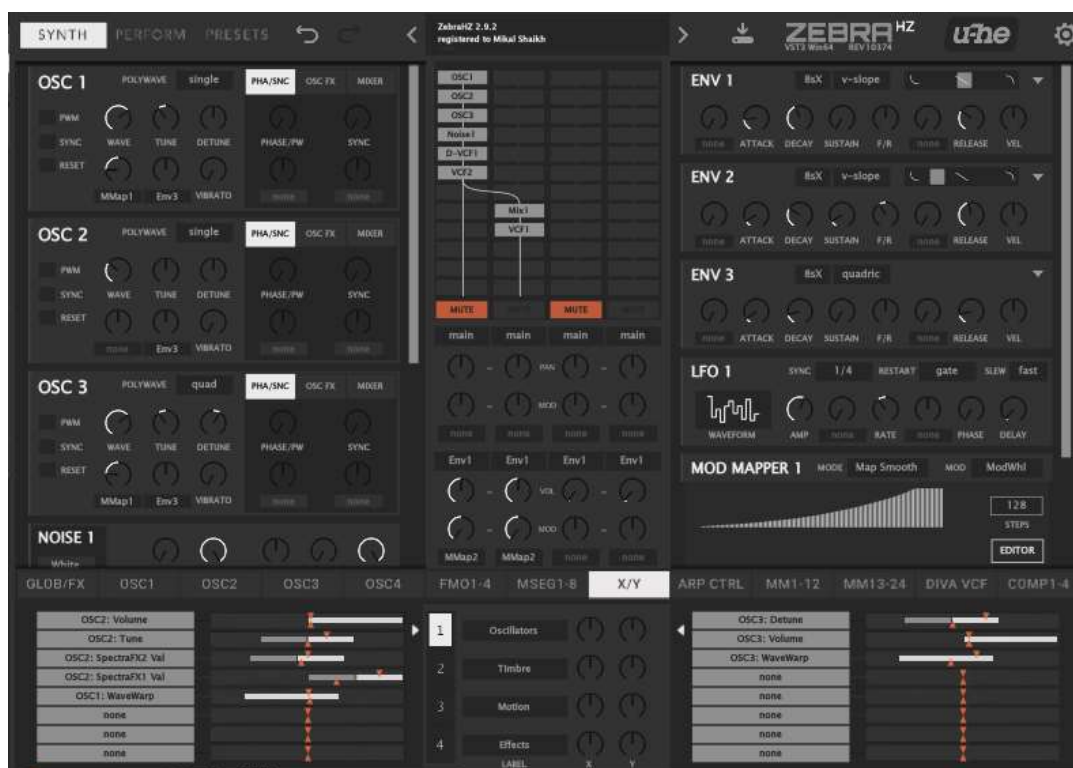 SYNTH PERFORM PRESETS
ZebraHZ 2.9.2
registered to Mikal Shaikh
ZEBRA HZ
VST3 Win64 REV10374
u-he
OSC 1 POLYWAVE single PHA/SNC OSC FX MIXER
PWM
SYNC WAVE TUNE DETUNE PHASE/PW SYNC
RESET
MMap1 Env3 VIBRATO none none
OSC 2 POLYWAVE single PHA/SNC OSC FX MIXER
PWM
SYNC WAVE TUNE DETUNE PHASE/PW SYNC
RESET
none Env3 VIBRATO none none
OSC 3 POLYWAVE quad PHA/SNC OSC FX MIXER
PWM
SYNC WAVE TUNE DETUNE PHASE/PW SYNC
RESET
MMap1 Env3 VIBRATO none none
NOISE 1
White
OSC1
OSC2
OSC3
Noise1
D-VCF1
VCF2
Mix1
VCF1
MUTE MUTE MUTE MUTE
main main main main
PAN
MOD
none none none none
Env1 Env1 Env1 Env1
VOL
MOD
MMap2 MMap2 none none
ENV 1 8sX v-slope
none ATTACK DECAY SUSTAIN F/R none RELEASE VEL
ENV 2 8sX v-slope
none ATTACK DECAY SUSTAIN F/R none RELEASE VEL
ENV 3 8sX quadric
none ATTACK DECAY SUSTAIN F/R none RELEASE VEL
LFO 1 SYNC 1/4 RESTART gate SLEW fast
WAVEFORM AMP none RATE none PHASE DELAY
MOD MAPPER 1 MODE Map Smooth MOD ModWhl
128
STEPS
EDITOR
GLOB/FX OSC1 OSC2 OSC3 OSC4 FMO1-4 MSEG1-8 X/Y ARP CTRL MM1-12 MM13-24 DIVA VCF COMP1-4
OSC2: Volume
OSC2: Tune
OSC2: SpectraFX2 Val
OSC2: SpectraFX1 Val
OSC1: WaveWarp
none
none
none
1 Oscillators
2 TImbre
3 Motion
4 Effects
LABEL X Y
OSC3: Detune
OSC3: Volume
OSC3: WaveWarp
none
none
none
none
none